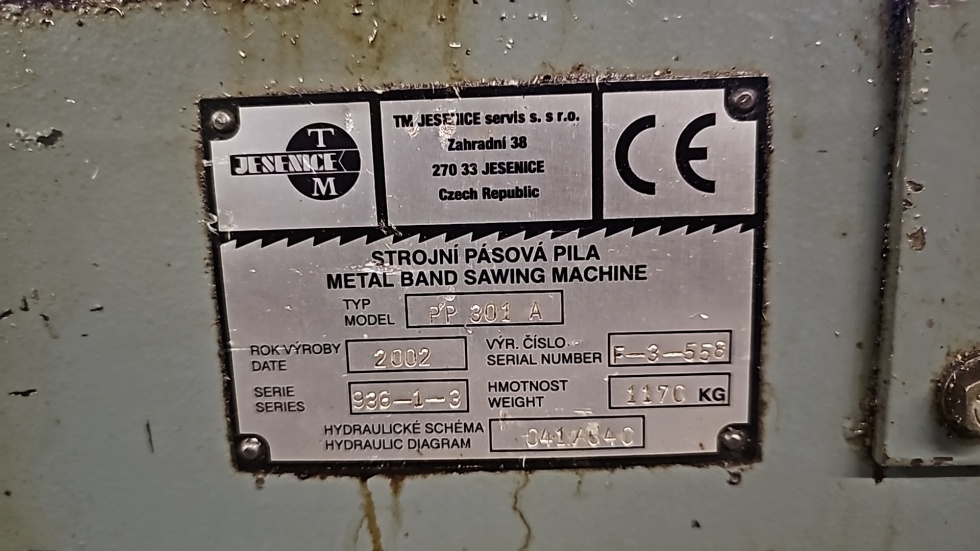 T
JESENICE
M
TM JESENICE servis s. s r.o.
Zahradní 38
270 33 JESENICE
Czech Republic
CE
STROJNÍ PÁSOVÁ PILA
METAL BAND SAWING MACHINE
TYP
MODEL PP 301 A
ROK VÝROBY
DATE 2002
VÝR. ČÍSLO
SERIAL NUMBER F-3-558
SERIE
SERIES 936-1-3
HMOTNOST
WEIGHT 1170 KG
HYDRAULICKÉ SCHÉMA
HYDRAULIC DIAGRAM